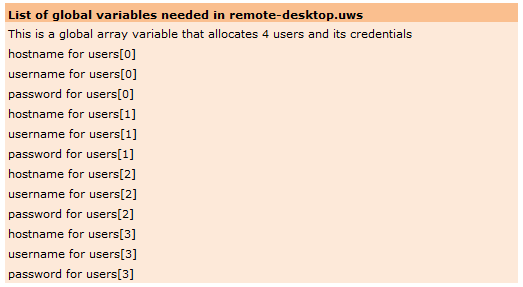 List of global variables needed in remote-desktop.uws
This is a global array variable that allocates 4 users and its credentials
hostname for users[0]
username for users[0]
password for users[0]
hostname for users[1]
username for users[1]
password for users[1]
hostname for users[2]
username for users[2]
password for users[2]
hostname for users[3]
username for users[3]
password for users[3]